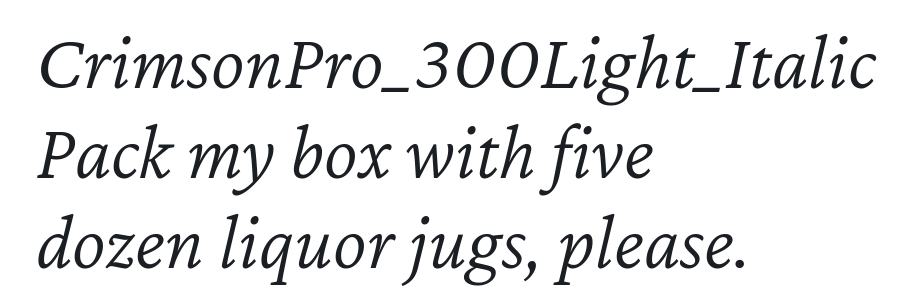 CrimsonPro_300Light_Italic
Pack my box with five
dozen liquor jugs, please.